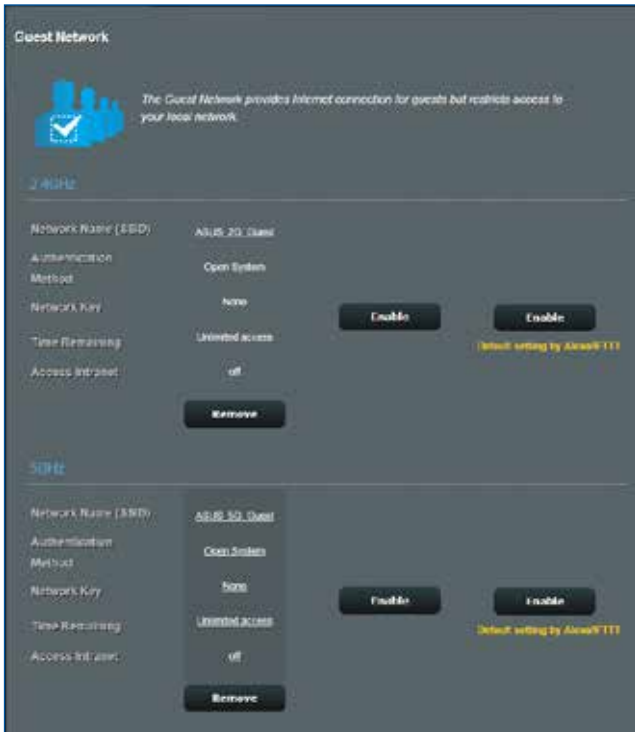 Guest Network
The Guest Network provides Internet connection for guests but restricts access to
your local network.
2.4GHz
Network Name (SSID) ASUS_2G_Guest
Authentication
Method Open System
Network Key None
Enable Enable
Time Remaining Unlimited access
Default setting by Alexa/IFTTT
Access Intranet off
Remove
5GHz
Network Name (SSID) ASUS_5G_Guest
Authentication
Method Open System
Network Key None
Enable Enable
Time Remaining Unlimited access
Default setting by Alexa/IFTTT
Access Intranet off
Remove